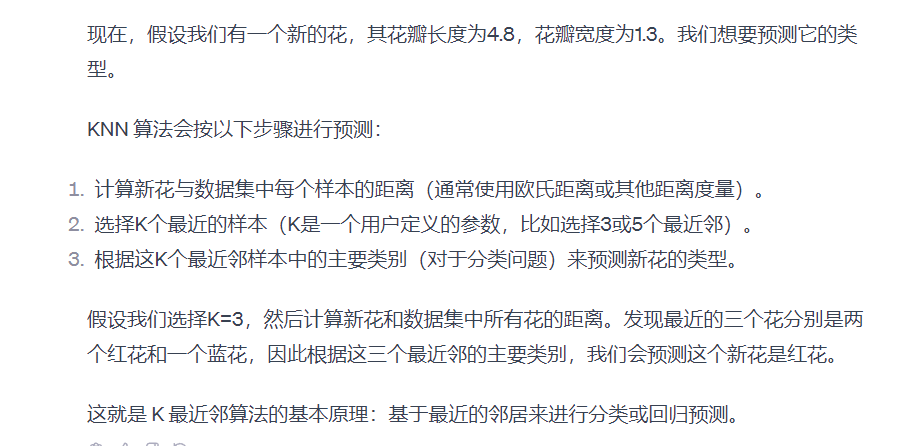 现在，假设我们有一个新的花，其花瓣长度为4.8，花瓣宽度为1.3。我们想要预测它的类
型。
KNN 算法会按以下步骤进行预测：
1. 计算新花与数据集中每个样本的距离（通常使用欧氏距离或其他距离度量）。
2. 选择K个最近的样本（K是一个用户定义的参数，比如选择3或5个最近邻）。
3. 根据这K个最近邻样本中的主要类别（对于分类问题）来预测新花的类型。
假设我们选择K=3，然后计算新花和数据集中所有花的距离。发现最近的三个花分别是两
个红花和一个蓝花，因此根据这三个最近邻的主要类别，我们会预测这个新花是红花。
这就是 K 最近邻算法的基本原理：基于最近的邻居来进行分类或回归预测。